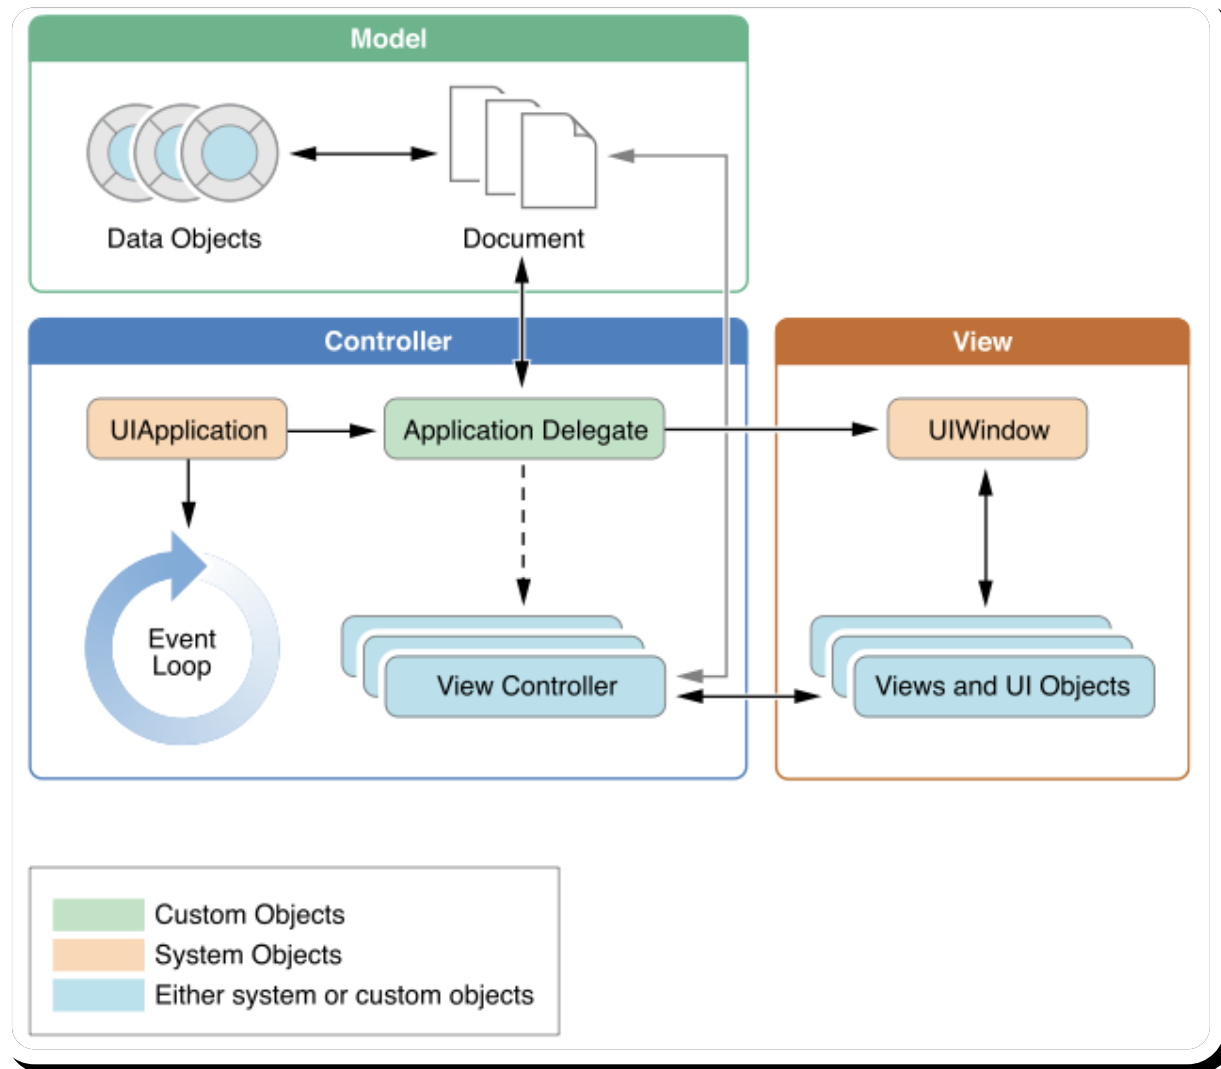 Model
Data Objects
Document
Controller
View
UIApplication
Application Delegate
UIWindow
Event
Loop
View Controller
Views and UI Objects
Custom Objects
System Objects
Either system or custom objects